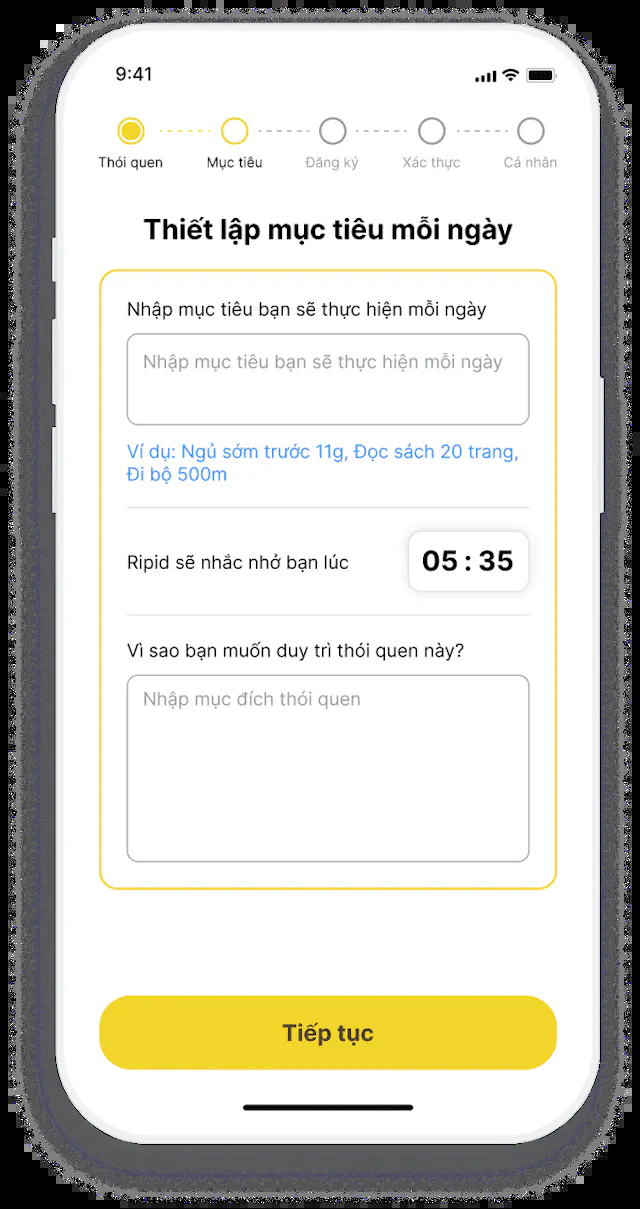 9:41
Thói quen
Mục tiêu
Đăng ký
Xác thực
Cá nhân
Thiết lập mục tiêu mỗi ngày
Nhập mục tiêu bạn sẽ thực hiện mỗi ngày
Nhập mục tiêu bạn sẽ thực hiện mỗi ngày
Ví dụ: Ngủ sớm trước 11g, Đọc sách 20 trang,
Đi bộ 500m
Ripid sẽ nhắc nhở bạn lúc
05 : 35
Vì sao bạn muốn duy trì thói quen này?
Nhập mục đích thói quen
Tiếp tục